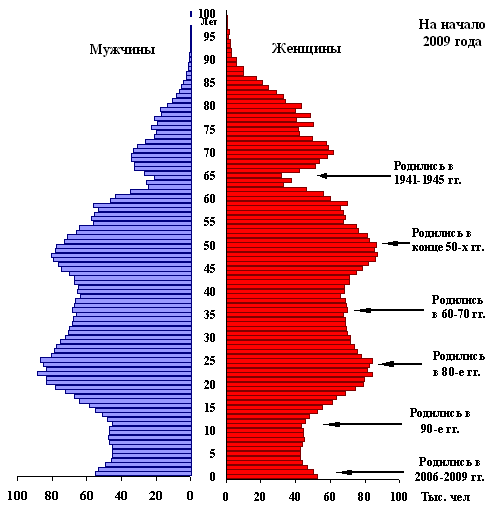 100
Лет
На начало
2009 года
Мужчины
Женщины
95
90
85
80
75
70
65
60
55
50
45
40
35
30
25
20
15
10
5
0
Родились в
1941-1945 гг.
Родились в
конце 50-х гг.
Родились
в 60-70 гг.
Родились
в 80-е гг.
Родились в
90-е гг.
Родились в
2006-2009 гг.
100 80 60 40 20 0
0 20 40 60 80 100
Тыс. чел